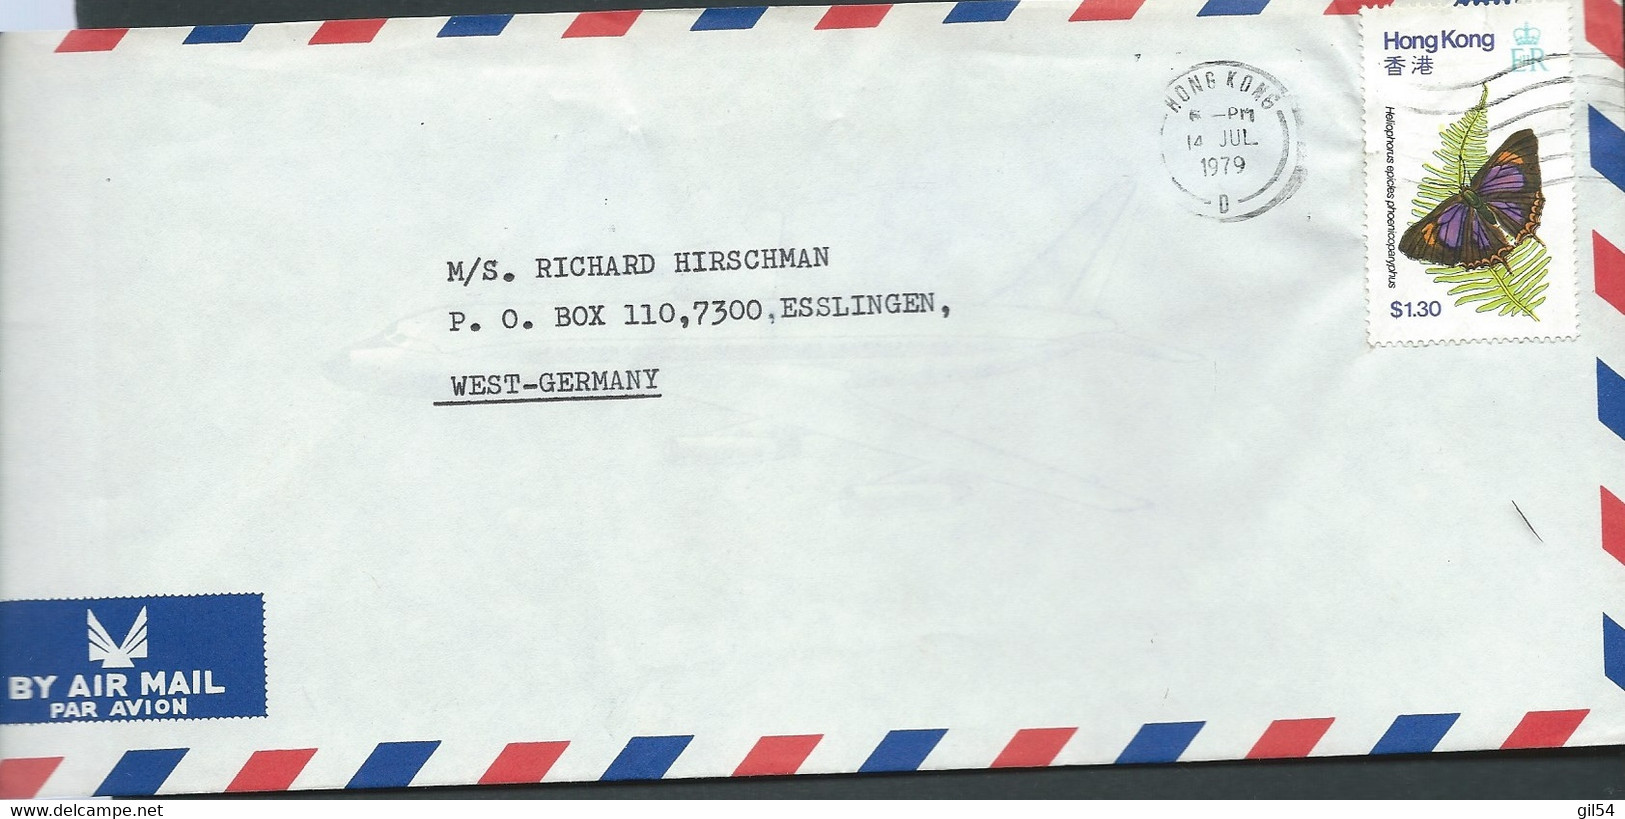 Hong Kong
香港
E II R
Heliophorus epicles phoenicoparyphus
$1.30
HONG KONG
-PM
14 JUL
1979
D
M/S. RICHARD HIRSCHMAN
P. O. BOX 110,7300,ESSLINGEN,
WEST-GERMANY
BY AIR MAIL
PAR AVION
www.delcampe.net
gil54